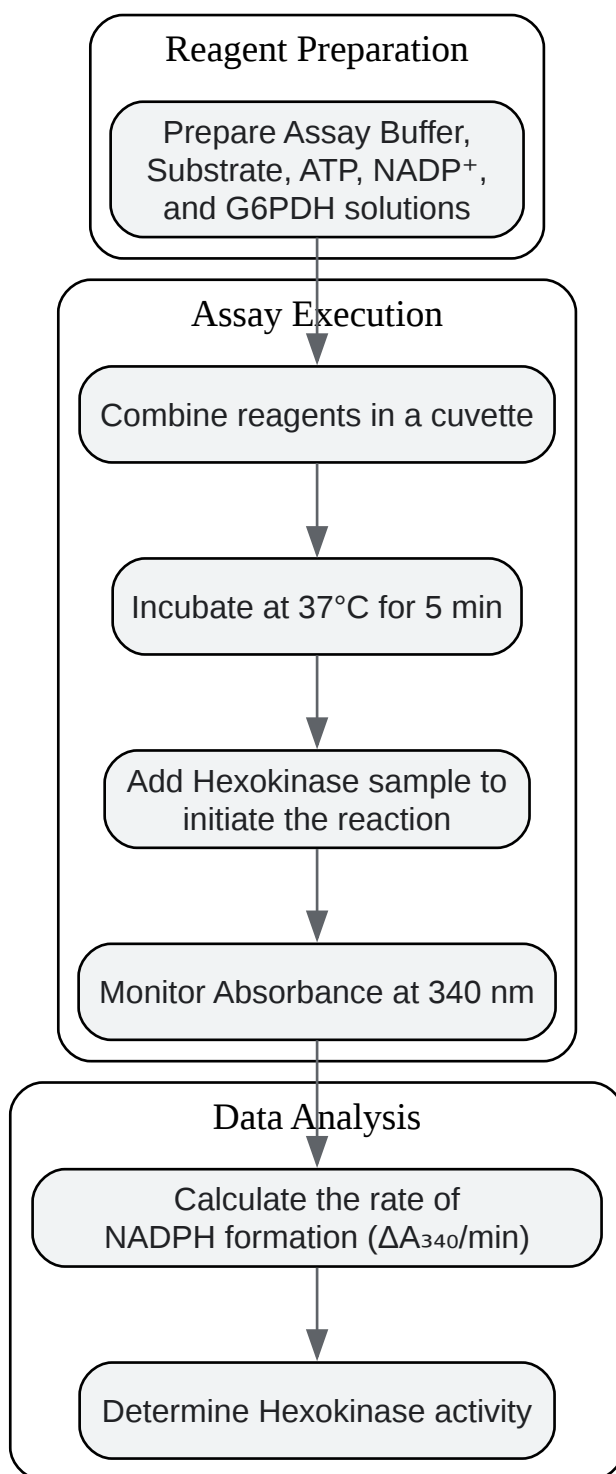 Reagent Preparation
Prepare Assay Buffer,
Substrate, ATP, NADP⁺,
and G6PDH solutions
Assay Execution
Combine reagents in a cuvette
Incubate at 37°C for 5 min
Add Hexokinase sample to
initiate the reaction
Monitor Absorbance at 340 nm
Data Analysis
Calculate the rate of
NADPH formation (ΔA₃₄₀/min)
Determine Hexokinase activity